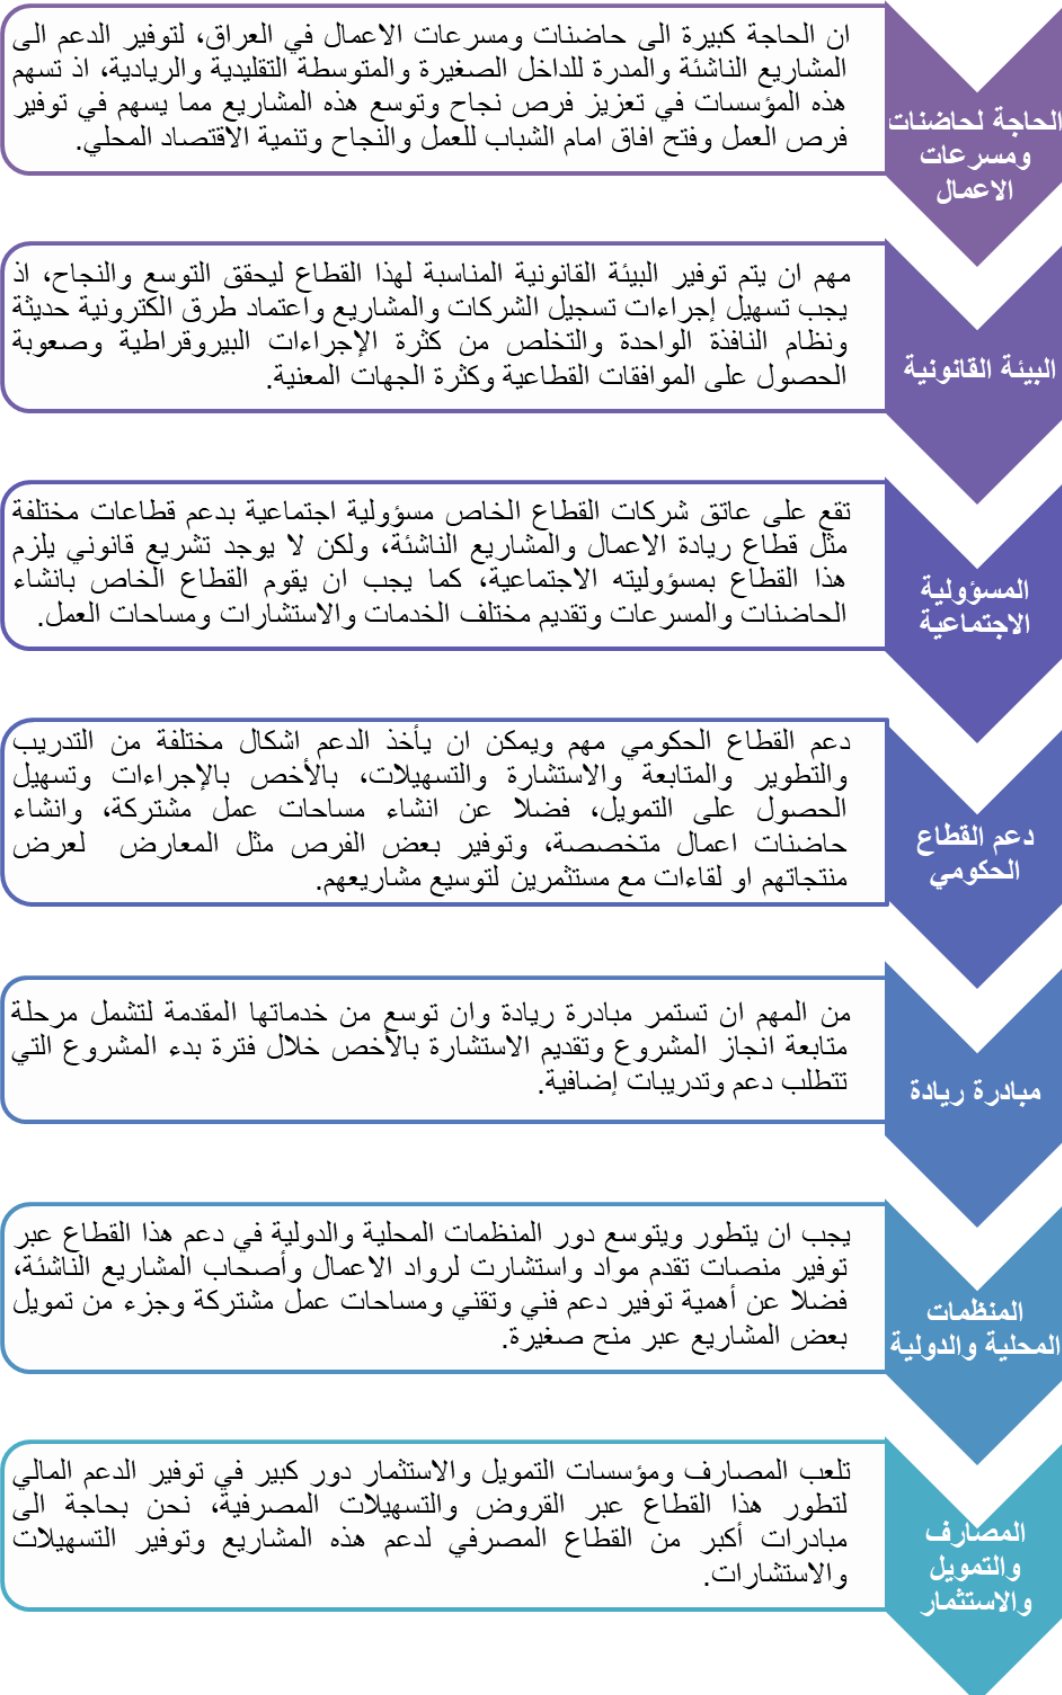 الحاجة لحاضنات
ومسرعات
الاعمال
ان الحاجة كبيرة الى حاضنات ومسرعات الاعمال في العراق، لتوفير الدعم الى
المشاريع الناشئة والمدرة للداخل الصغيرة والمتوسطة التقليدية والريادية، اذ تسهم
هذه المؤسسات في تعزيز فرص نجاح وتوسع هذه المشاريع مما يسهم في توفير
فرص العمل وفتح افاق امام الشباب للعمل والنجاح وتنمية الاقتصاد المحلي.
البيئة القانونية
مهم ان يتم توفير البيئة القانونية المناسبة لهذا القطاع ليحقق التوسع والنجاح، اذ
يجب تسهيل إجراءات تسجيل الشركات والمشاريع واعتماد طرق الكترونية حديثة
ونظام النافذة الواحدة والتخلص من كثرة الإجراءات البيروقراطية وصعوبة
الحصول على الموافقات القطاعية وكثرة الجهات المعنية.
المسؤولية
الاجتماعية
تقع على عاتق شركات القطاع الخاص مسؤولية اجتماعية بدعم قطاعات مختلفة
مثل قطاع ريادة الاعمال والمشاريع الناشئة، ولكن لا يوجد تشريع قانوني يلزم
هذا القطاع بمسؤوليته الاجتماعية، كما يجب ان يقوم القطاع الخاص بانشاء
الحاضنات والمسرعات وتقديم مختلف الخدمات والاستشارات ومساحات العمل.
دعم القطاع
الحكومي
دعم القطاع الحكومي مهم ويمكن ان يأخذ الدعم اشكال مختلفة من التدريب
والتطوير والمتابعة والاستشارة والتسهيلات، بالأخص بالإجراءات وتسهيل
الحصول على التمويل، فضلا عن انشاء مساحات عمل مشتركة، وانشاء
حاضنات اعمال متخصصة، وتوفير بعض الفرص مثل المعارض لعرض
منتجاتهم او لقاءات مع مستثمرين لتوسيع مشاريعهم.
مبادرة ريادة
من المهم ان تستمر مبادرة ريادة وان توسع من خدماتها المقدمة لتشمل مرحلة
متابعة انجاز المشروع وتقديم الاستشارة بالأخص خلال فترة بدء المشروع التي
تتطلب دعم وتدريبات إضافية.
المنظمات
المحلية والدولية
يجب ان يتطور ويتوسع دور المنظمات المحلية والدولية في دعم هذا القطاع عبر
توفير منصات تقدم مواد واستشارت لرواد الاعمال وأصحاب المشاريع الناشئة،
فضلا عن أهمية توفير دعم فني وتقني ومساحات عمل مشتركة وجزء من تمويل
بعض المشاريع عبر منح صغيرة.
المصارف
والتمويل
والاستثمار
تلعب المصارف ومؤسسات التمويل والاستثمار دور كبير في توفير الدعم المالي
لتطور هذا القطاع عبر القروض والتسهيلات المصرفية، نحن بحاجة الى
مبادرات أكبر من القطاع المصرفي لدعم هذه المشاريع وتوفير التسهيلات
والاستشارات.